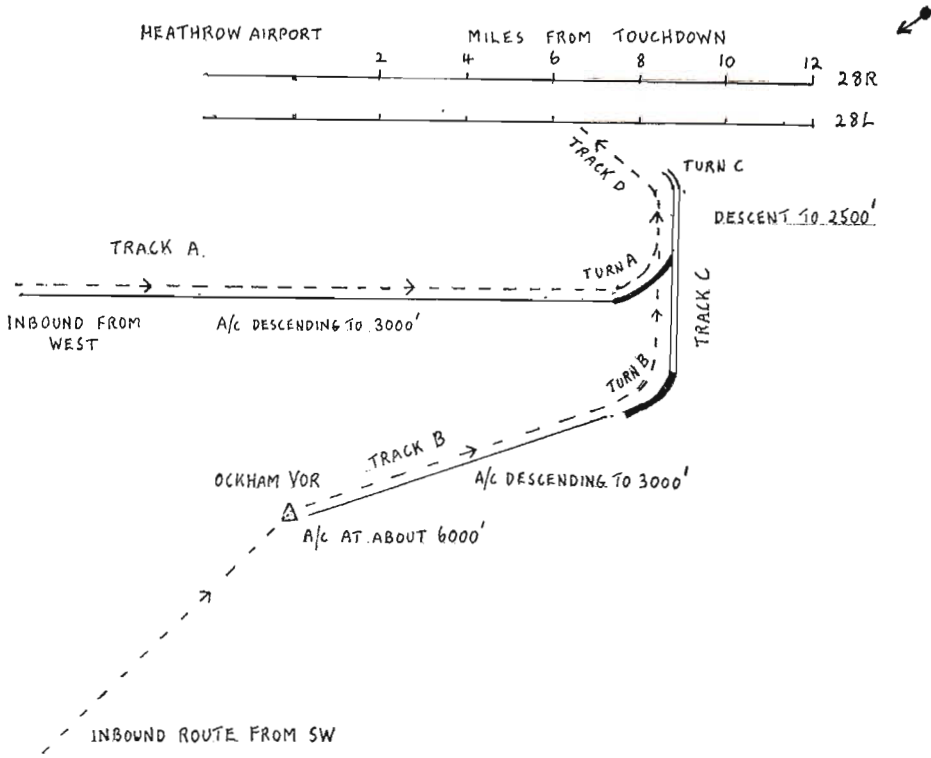 HEATHROW AIRPORT
MILES FROM TOUCHDOWN
2 4 6 8 10 12
28R
28L
TRACK D
TURN C
DESCENT TO 2500'
TRACK A.
TURN A
INBOUND FROM
WEST
A/C DESCENDING TO 3000'
TRACK C
TURN B
TRACK B
OCKHAM VOR
A/C DESCENDING TO 3000'
A/C AT ABOUT 6000'
INBOUND ROUTE FROM SW